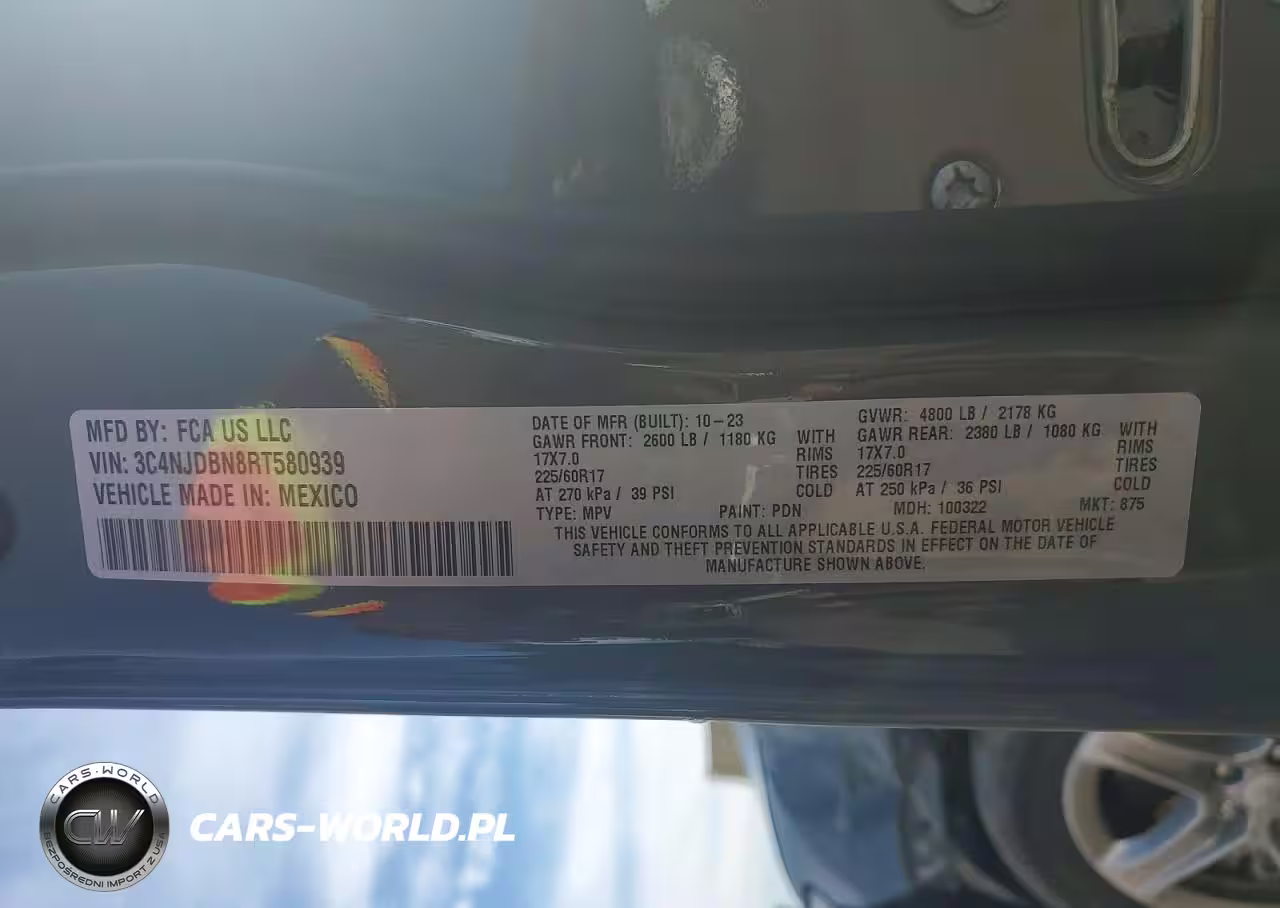 MFD BY: FCA US LLC
VIN: 3C4NJDBN8RT580939
VEHICLE MADE IN: MEXICO
DATE OF MFR (BUILT): 10-23
GVWR: 4800 LB / 2178 KG
GAWR FRONT: 2600 LB / 1180 KG WITH
17X7.0 RIMS
225/60R17 TIRES
AT 270 kPa / 39 PSI COLD
GAWR REAR: 2380 LB / 1080 KG WITH
17X7.0 RIMS
225/60R17 TIRES
AT 250 kPa / 36 PSI COLD
TYPE: MPV PAINT: PDN MDH: 100322 MKT: 875
THIS VEHICLE CONFORMS TO ALL APPLICABLE U.S.A. FEDERAL MOTOR VEHICLE
SAFETY AND THEFT PREVENTION STANDARDS IN EFFECT ON THE DATE OF
MANUFACTURE SHOWN ABOVE.
CARS-WORLD
CW
BEZPOŚREDNI IMPORT Z USA
CARS-WORLD.PL